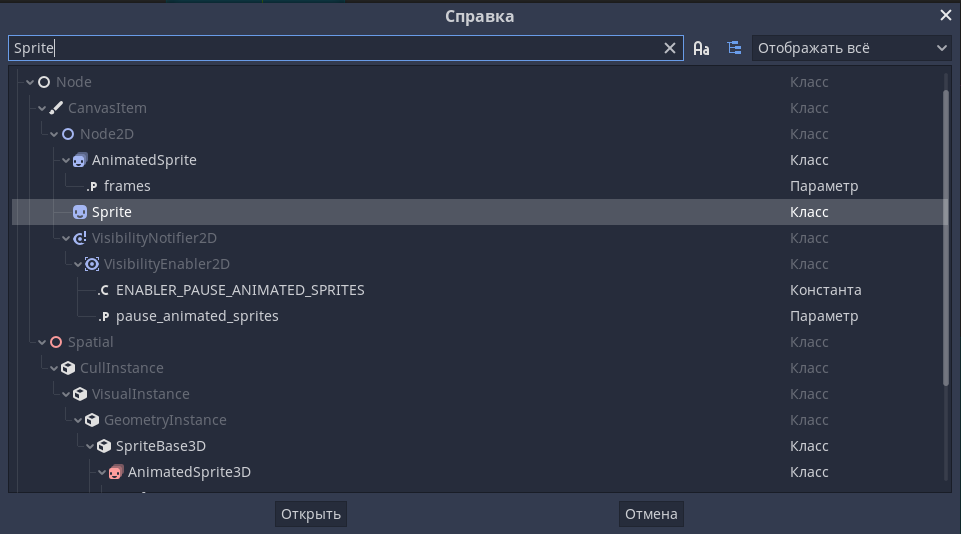 Справка
Sprite
Aa Отображать всё
Node Класс
CanvasItem Класс
Node2D Класс
AnimatedSprite Класс
.P frames Параметр
Sprite Класс
VisibilityNotifier2D Класс
VisibilityEnabler2D Класс
.C ENABLER_PAUSE_ANIMATED_SPRITES Константа
.P pause_animated_sprites Параметр
Spatial Класс
CullInstance Класс
VisualInstance Класс
GeometryInstance Класс
SpriteBase3D Класс
AnimatedSprite3D Класс
Открыть Отмена